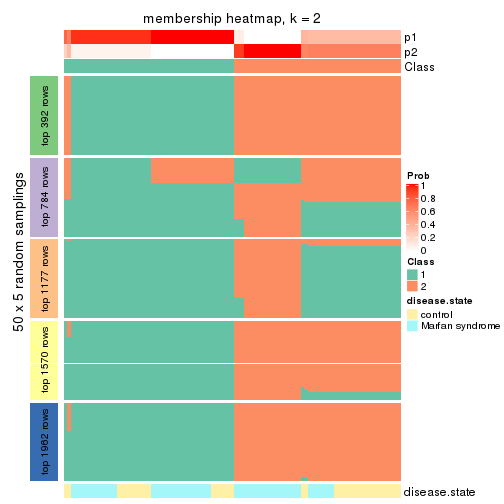 membership heatmap, k = 2
p1
p2
Class
50 x 5 random samplings
top 392 rows
top 784 rows
top 1177 rows
top 1570 rows
top 1962 rows
Prob
1
0.8
0.6
0.4
0.2
0
Class
1
2
disease.state
control
Marfan syndrome
disease.state